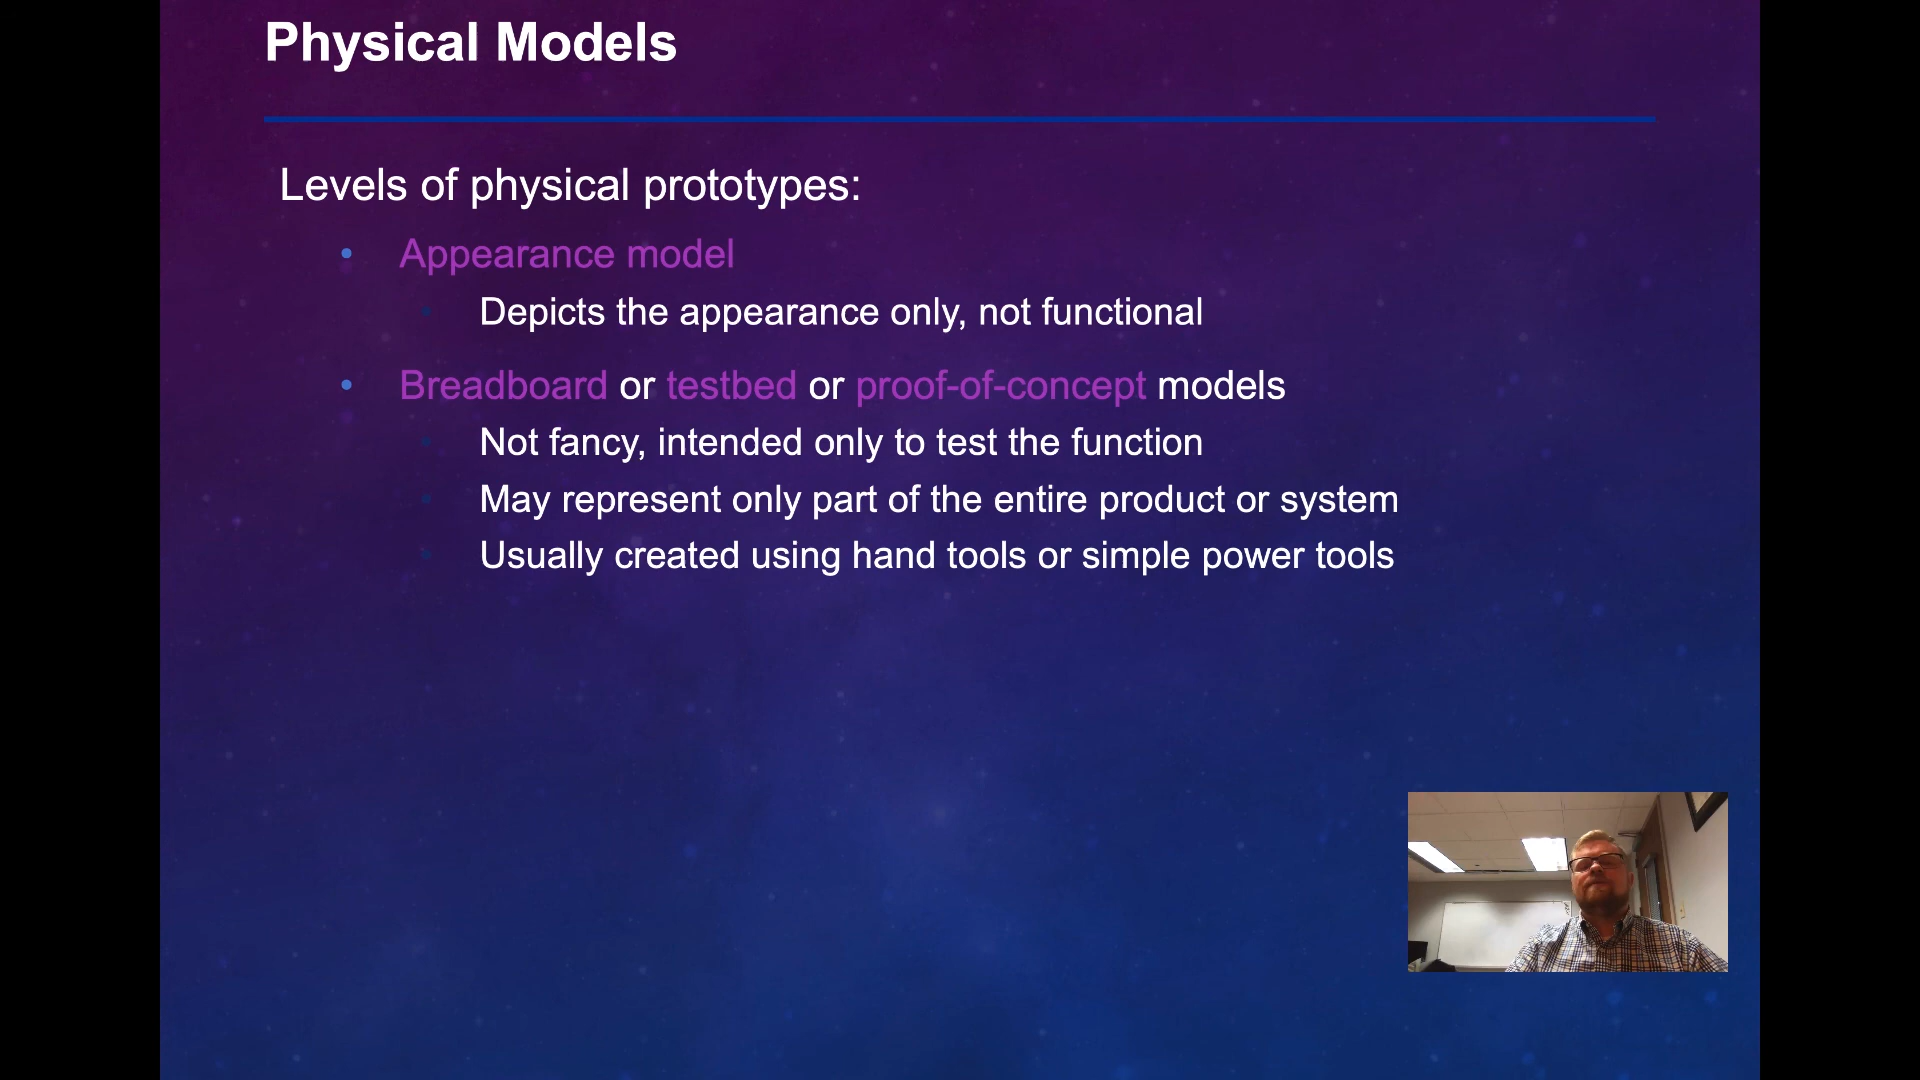 Physical Models
Levels of physical prototypes:
• Appearance model
• Depicts the appearance only, not functional
• Breadboard or testbed or proof-of-concept models
• Not fancy, intended only to test the function
• May represent only part of the entire product or system
• Usually created using hand tools or simple power tools